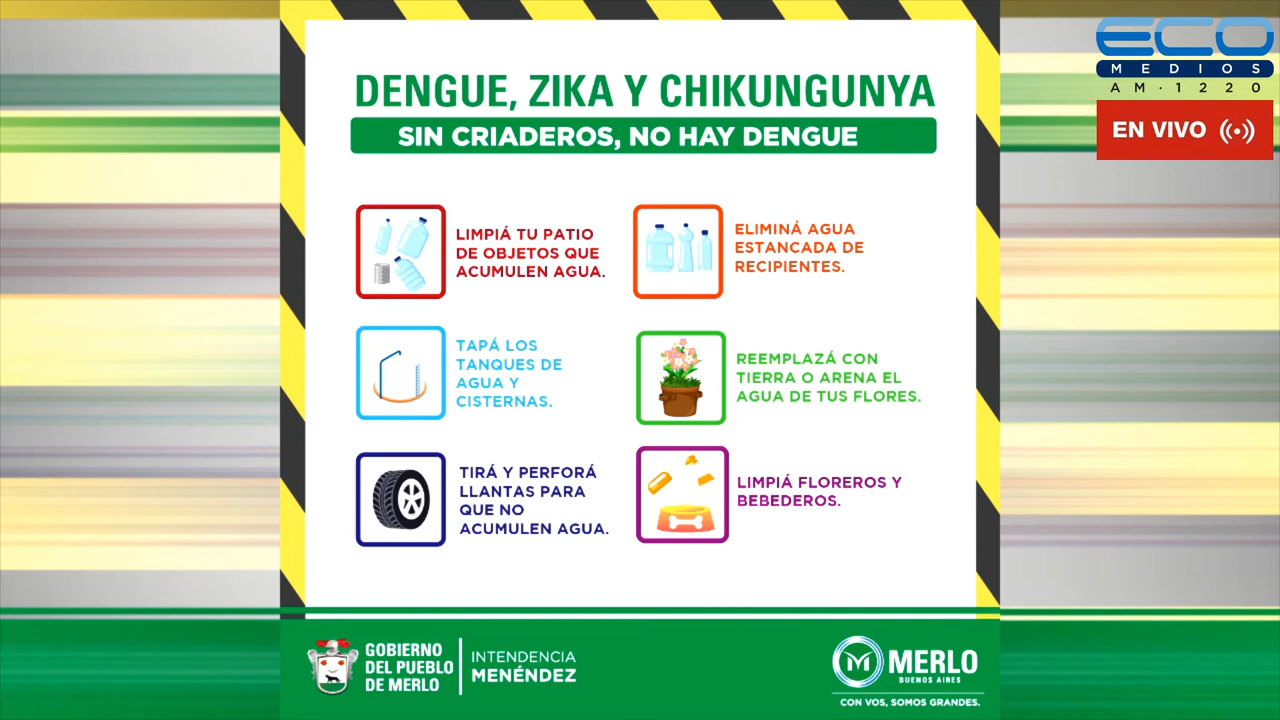 DENGUE, ZIKA Y CHIKUNGUNYA
SIN CRIADEROS, NO HAY DENGUE
LIMPIÁ TU PATIO
DE OBJETOS QUE
ACUMULEN AGUA.
ELIMINÁ AGUA
ESTANCADA DE
RECIPIENTES.
TAPÁ LOS
TANQUES DE
AGUA Y
CISTERNAS.
REEMPLAZÁ CON
TIERRA O ARENA EL
AGUA DE TUS FLORES.
TIRÁ Y PERFORÁ
LLANTAS PARA
QUE NO
ACUMULEN AGUA.
LIMPIÁ FLOREROS Y
BEBEDEROS.
GOBIERNO
DEL PUEBLO
DE MERLO
INTENDENCIA
MENÉNDEZ
M MERLO
BUENOS AIRES
CON VOS, SOMOS GRANDES.
ECO
MEDIOS
AM·1220
EN VIVO